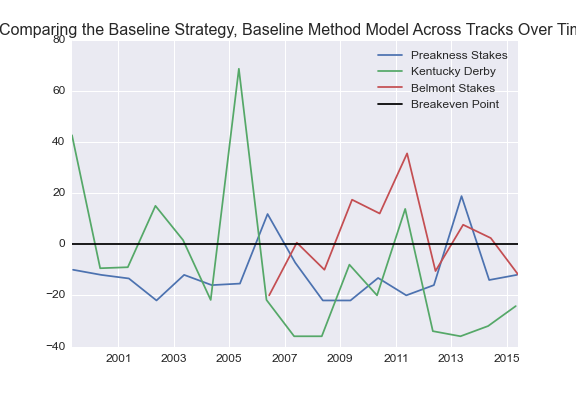 Comparing the Baseline Strategy, Baseline Method Model Across Tracks Over Tim
80
60
40
20
0
−20
−40
Preakness Stakes
Kentucky Derby
Belmont Stakes
Breakeven Point
2001 2003 2005 2007 2009 2011 2013 2015